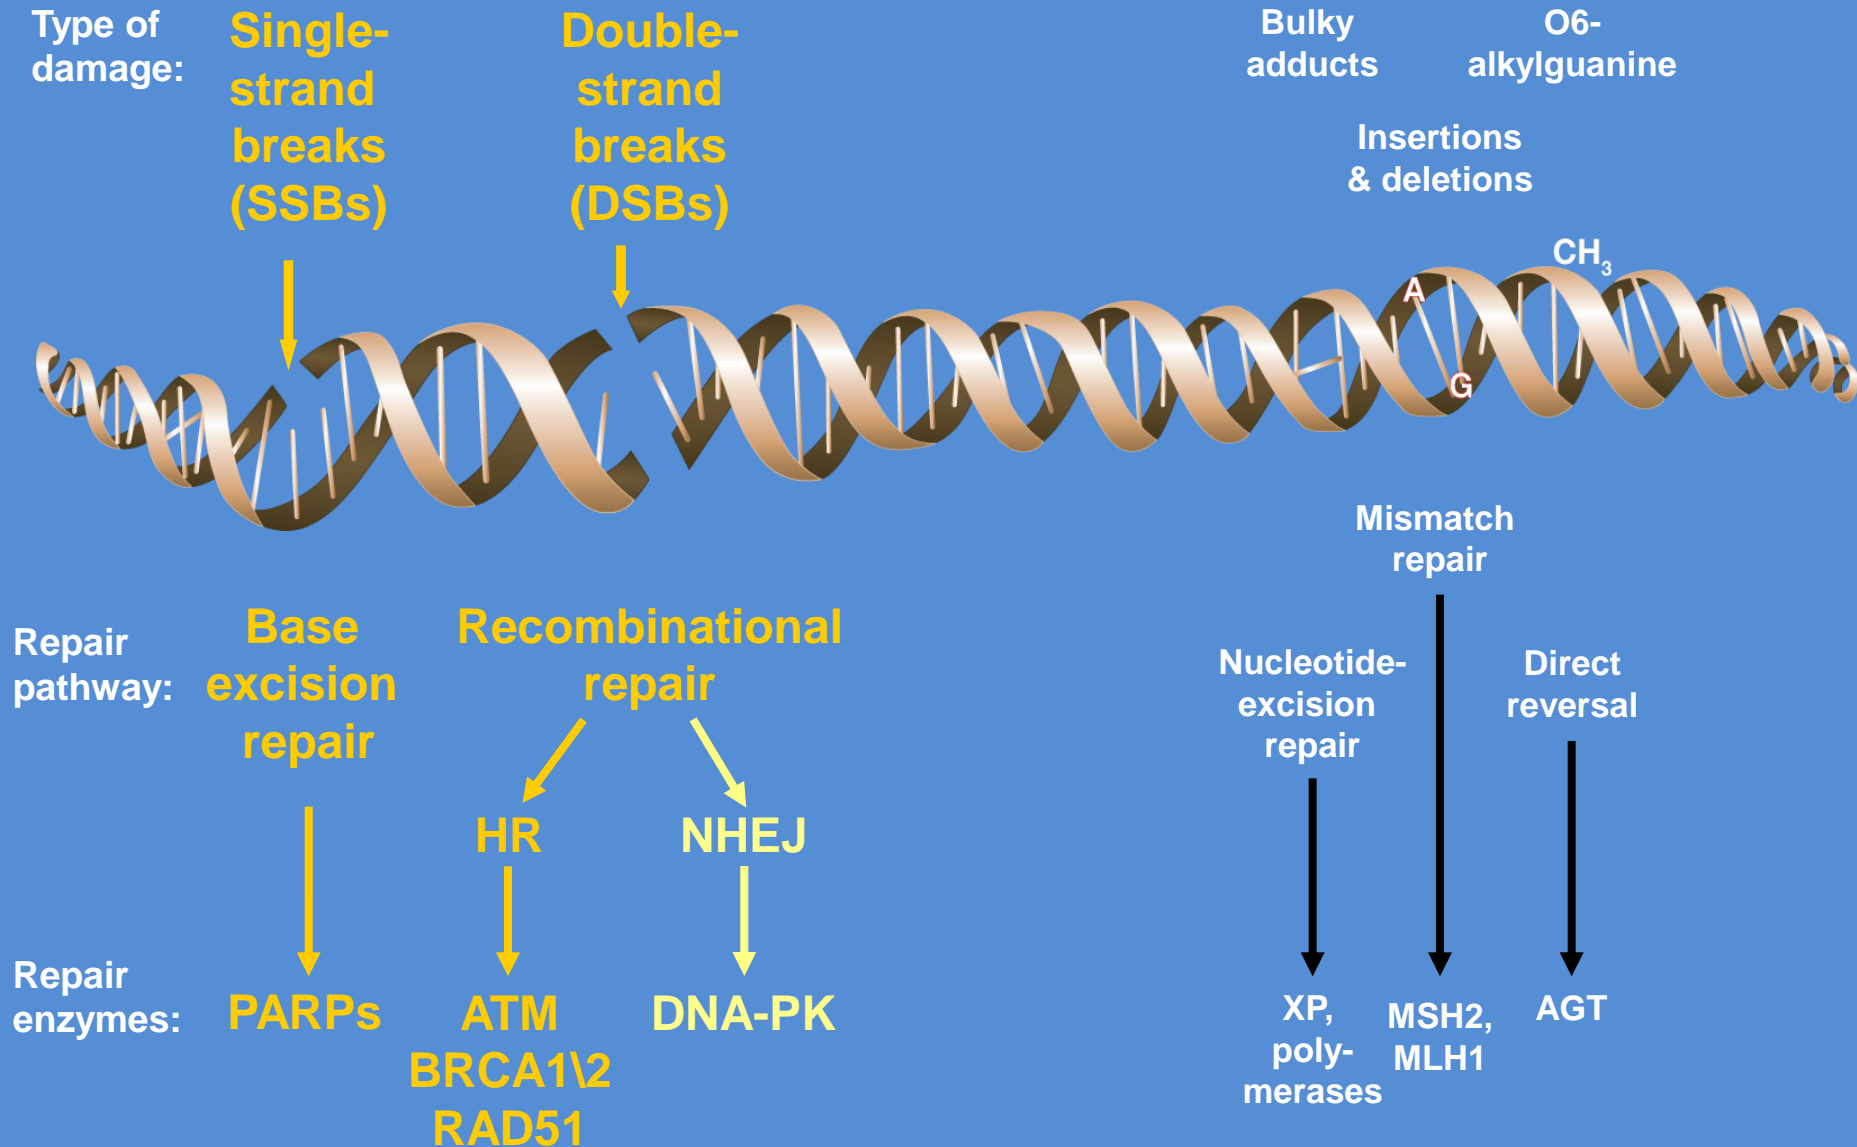 Type of
damage:
Single-
strand
breaks
(SSBs)
Double-
strand
breaks
(DSBs)
Bulky
adducts
O6-
alkylguanine
Insertions
& deletions
CH₃
A
G
Repair
pathway:
Base
excision
repair
Recombinational
repair
HR
NHEJ
Nucleotide-
excision
repair
Mismatch
repair
Direct
reversal
Repair
enzymes:
PARPs
ATM
BRCA1\2
RAD51
DNA-PK
XP,
poly-
merases
MSH2,
MLH1
AGT